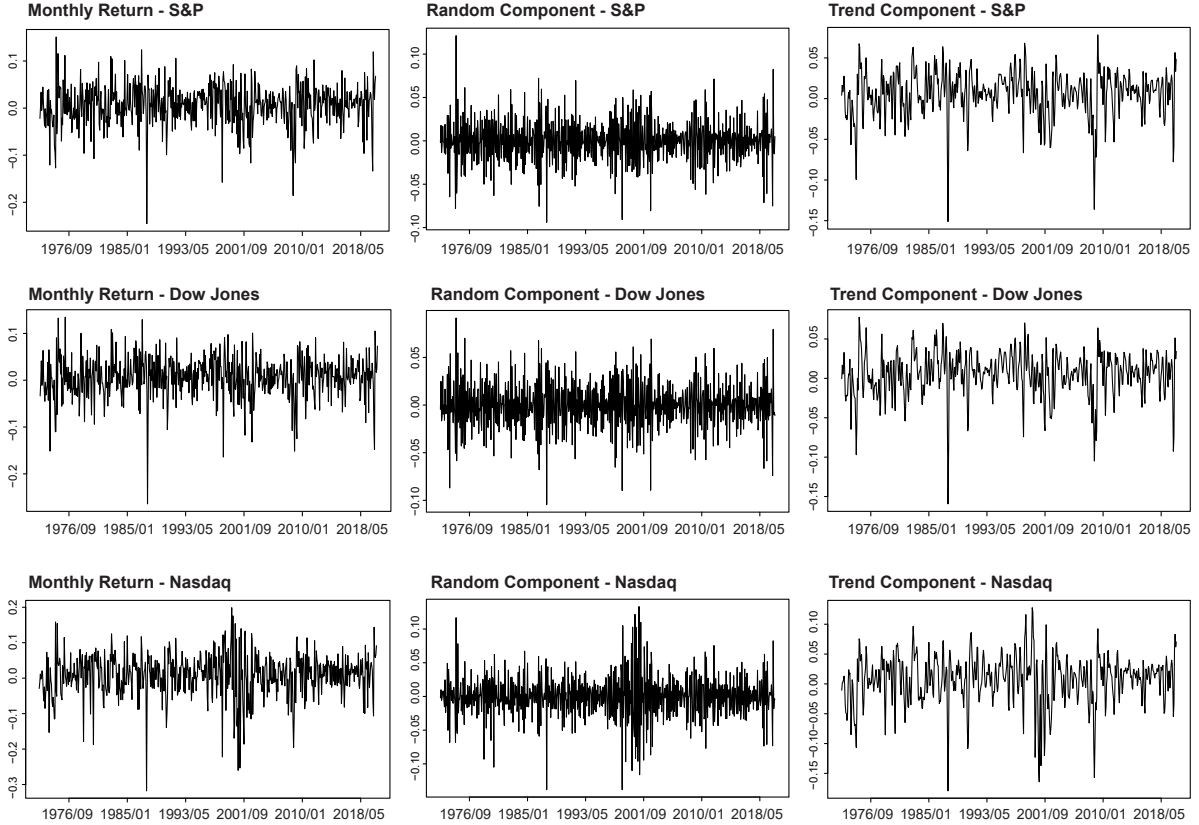 Monthly Return - S&P
Random Component - S&P
Trend Component - S&P
0.1
0.0
−0.1
−0.2
0.10
0.05
0.00
−0.05
−0.10
0.05
0.00
−0.05
−0.10
−0.15
1976/09 1985/01 1993/05 2001/09 2010/01 2018/05
1976/09 1985/01 1993/05 2001/09 2010/01 2018/05
1976/09 1985/01 1993/05 2001/09 2010/01 2018/05
Monthly Return - Dow Jones
Random Component - Dow Jones
Trend Component - Dow Jones
0.1
0.0
−0.1
−0.2
0.05
0.00
−0.05
−0.10
0.05
0.00
−0.05
−0.10
−0.15
1976/09 1985/01 1993/05 2001/09 2010/01 2018/05
1976/09 1985/01 1993/05 2001/09 2010/01 2018/05
1976/09 1985/01 1993/05 2001/09 2010/01 2018/05
Monthly Return - Nasdaq
Random Component - Nasdaq
Trend Component - Nasdaq
0.2
0.1
0.0
−0.1
−0.2
−0.3
0.10
0.05
0.00
−0.05
−0.10
0.10
0.05
0.00
−0.05
−0.10
−0.15
1976/09 1985/01 1993/05 2001/09 2010/01 2018/05
1976/09 1985/01 1993/05 2001/09 2010/01 2018/05
1976/09 1985/01 1993/05 2001/09 2010/01 2018/05